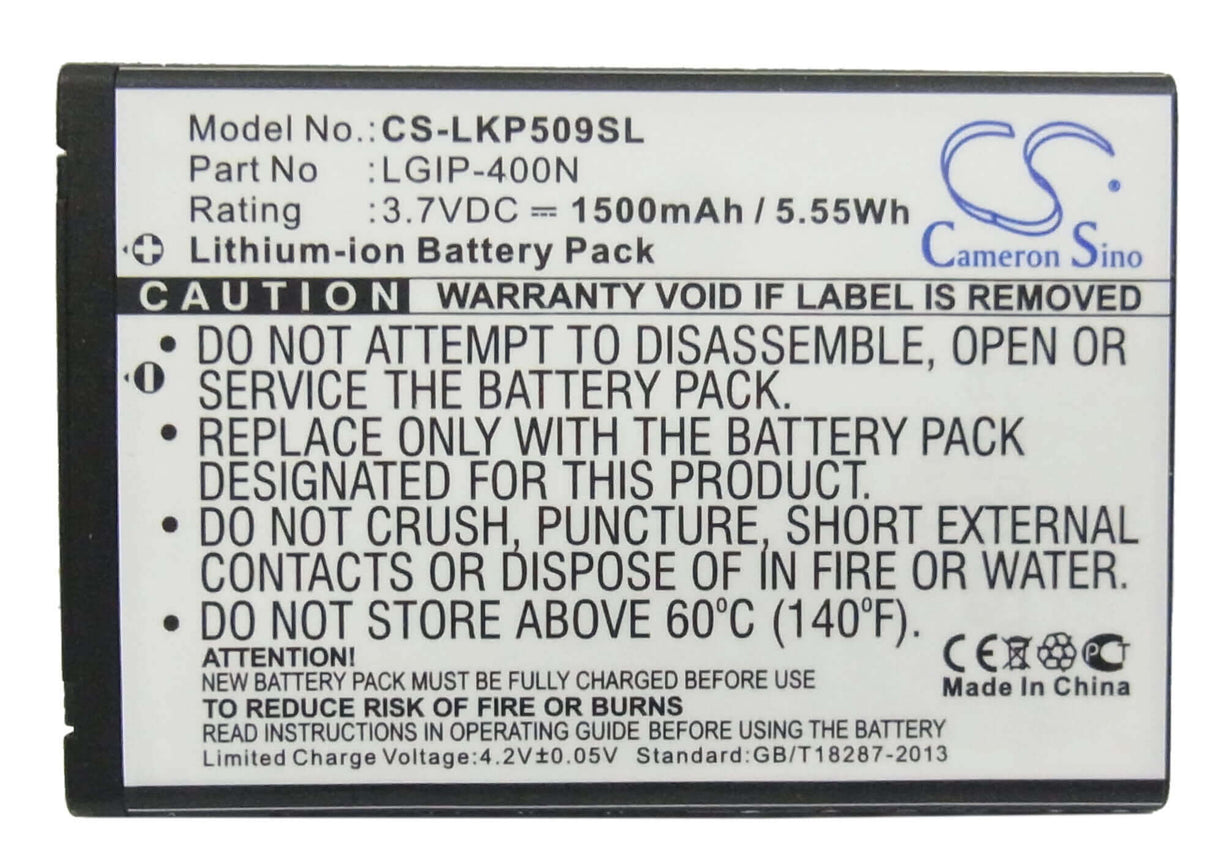 Model No.:CS-LKP509SL
Part No :LGIP-400N
Rating :3.7VDC ⎓ 1500mAh / 5.55Wh
Lithium-ion Battery Pack
CS
Cameron Sino
CAUTION WARRANTY VOID IF LABEL IS REMOVED
• DO NOT ATTEMPT TO DISASSEMBLE, OPEN OR
SERVICE THE BATTERY PACK.
• REPLACE ONLY WITH THE BATTERY PACK
DESIGNATED FOR THIS PRODUCT.
• DO NOT CRUSH, PUNCTURE, SHORT EXTERNAL
CONTACTS OR DISPOSE OF IN FIRE OR WATER.
• DO NOT STORE ABOVE 60°C (140°F).
ATTENTION!
NEW BATTERY PACK MUST BE FULLY CHARGED BEFORE USE
TO REDUCE RISK OF FIRE OR BURNS
READ INSTRUCTIONS IN OPERATING GUIDE BEFORE USING THE BATTERY
Limited Charge Voltage:4.2V±0.05V Standard:GB/T18287-2013
CE
Made In China